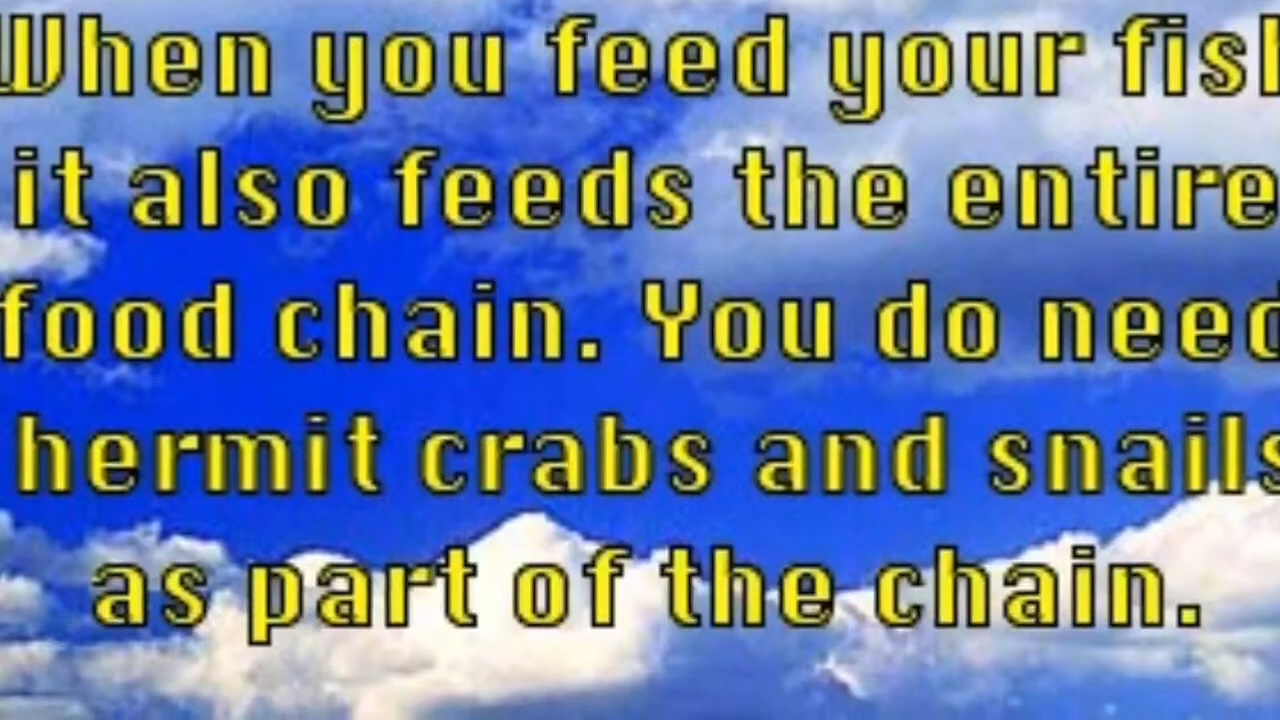 When you feed your fish
it also feeds the entire
food chain. You do need
hermit crabs and snails
as part of the chain.